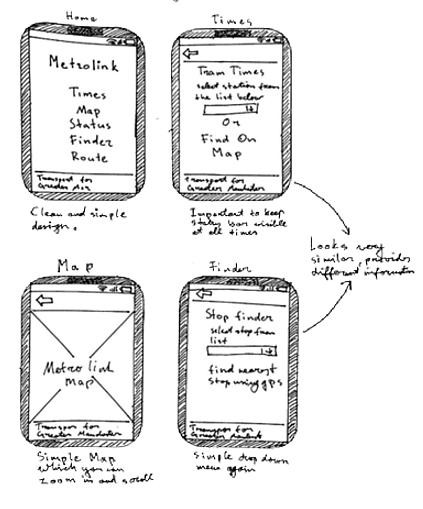 Home
Metrolink
Times
Map
Status
Finder
Route
Transport for
Greater Man
Clean and simple
design.
Times
Tram Times
select station from
the list below
Or
Find On
Map
Transport for
Greater Manchester
Important to keep
status bar visible
at all times
Looks very
similar, provides
different information
Map
Metrolink
map
Transport for
Greater Manchester
Simple Map
which you can
zoom in and scroll
Finder
Stop finder
select stop from
list
find nearest
stop using gps
Transport for
Greater Manchester
Simple drop down
menu again